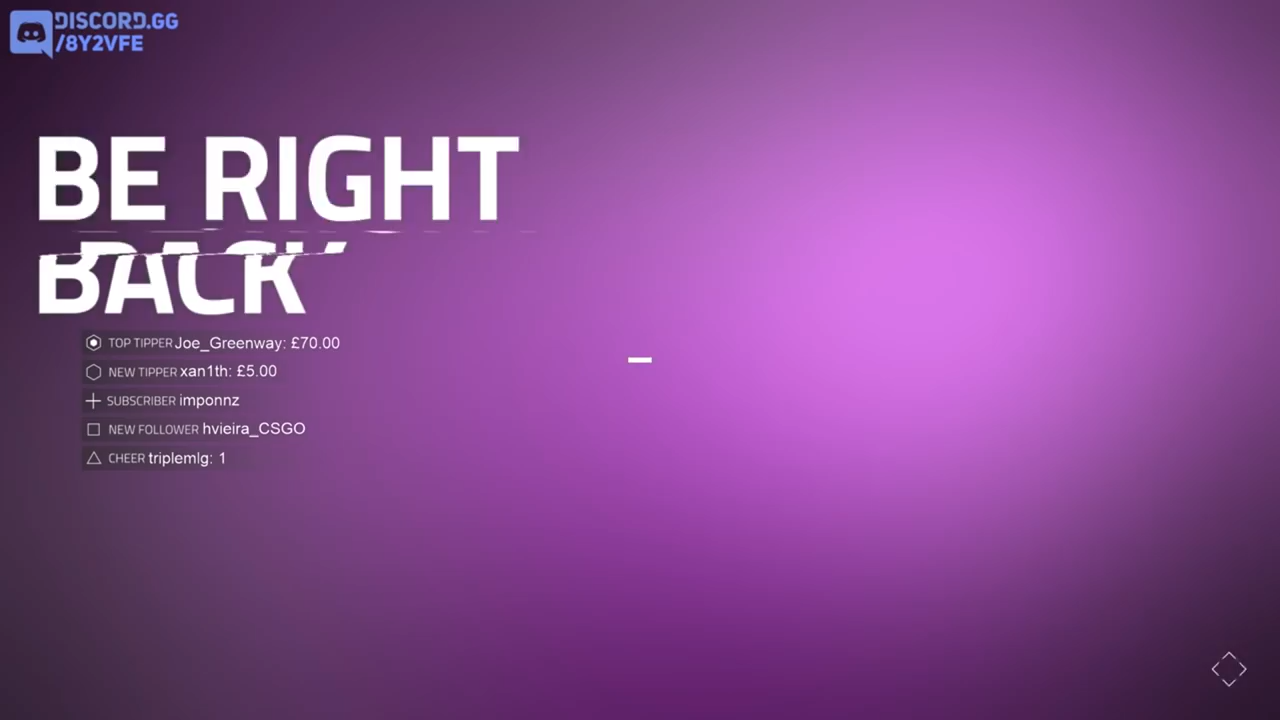 DISCORD.GG
/8Y2VFE
BE RIGHT
BACK
TOP TIPPER Joe_Greenway: £70.00
NEW TIPPER xan1th: £5.00
SUBSCRIBER imponnz
NEW FOLLOWER hvieira_CSGO
CHEER triplemlg: 1